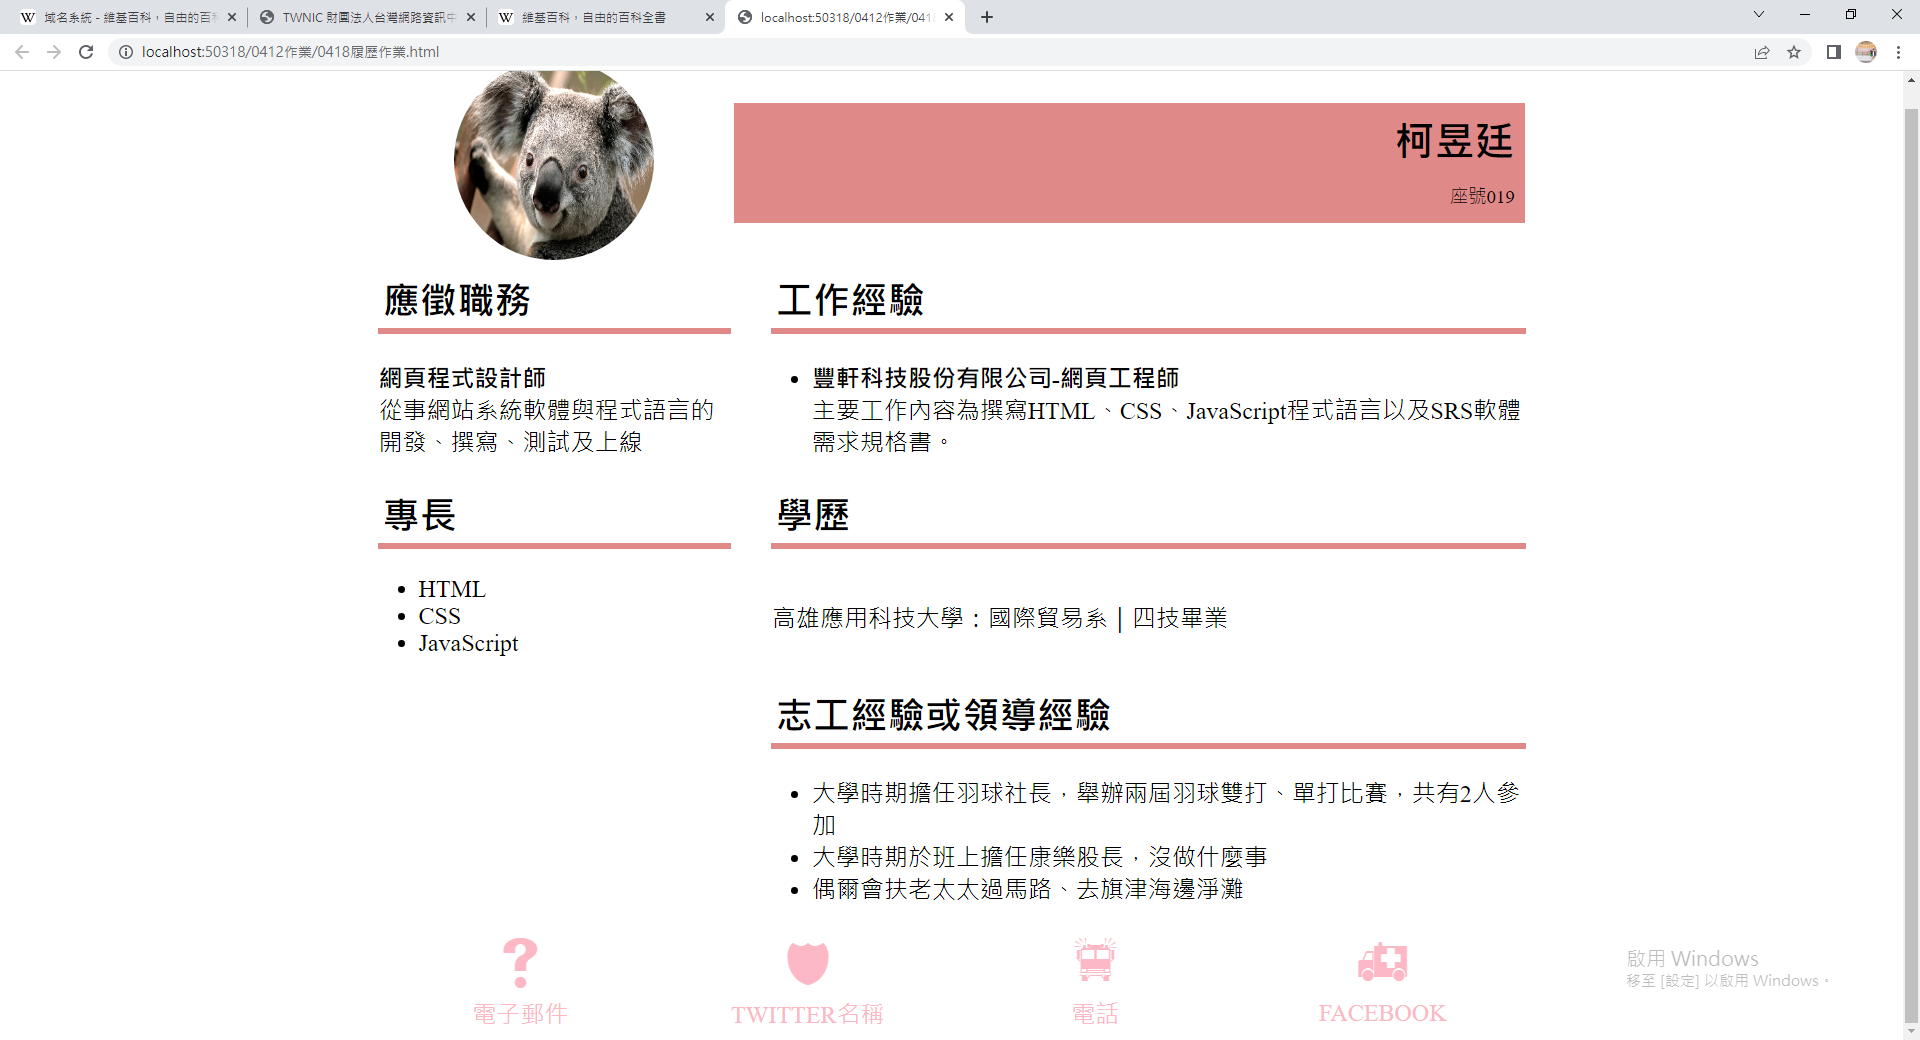 域名系統 - 維基百科，自由的百科
TWNIC 財團法人台灣網路資訊中
維基百科，自由的百科全書
localhost:50318/0412作業/041
localhost:50318/0412作業/0418履歷作業.html
柯昱廷
座號019
應徵職務
網頁程式設計師
從事網站系統軟體與程式語言的
開發、撰寫、測試及上線
專長
HTML
CSS
JavaScript
工作經驗
豐軒科技股份有限公司-網頁工程師
主要工作內容為撰寫HTML、CSS、JavaScript程式語言以及SRS軟體
需求規格書。
學歷
高雄應用科技大學：國際貿易系 | 四技畢業
志工經驗或領導經驗
大學時期擔任羽球社長，舉辦兩屆羽球雙打、單打比賽，共有2人參
加
大學時期於班上擔任康樂股長，沒做什麼事
偶爾會扶老太太過馬路、去旗津海邊淨灘
電子郵件
TWITTER名稱
電話
FACEBOOK
啟用 Windows
移至 [設定] 以啟用 Windows。